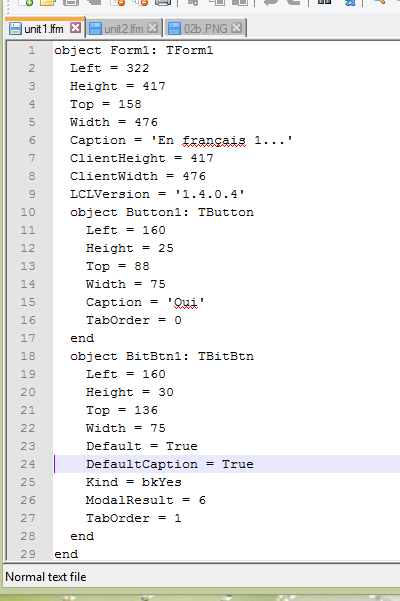 unit1.lfm unit2.lfm 02b.PNG
1 object Form1: TForm1
2 Left = 322
3 Height = 417
4 Top = 158
5 Width = 476
6 Caption = 'En français 1...'
7 ClientHeight = 417
8 ClientWidth = 476
9 LCLVersion = '1.4.0.4'
10 object Button1: TButton
11 Left = 160
12 Height = 25
13 Top = 88
14 Width = 75
15 Caption = 'Oui'
16 TabOrder = 0
17 end
18 object BitBtn1: TBitBtn
19 Left = 160
20 Height = 30
21 Top = 136
22 Width = 75
23 Default = True
24 DefaultCaption = True
25 Kind = bkYes
26 ModalResult = 6
27 TabOrder = 1
28 end
29 end
Normal text file